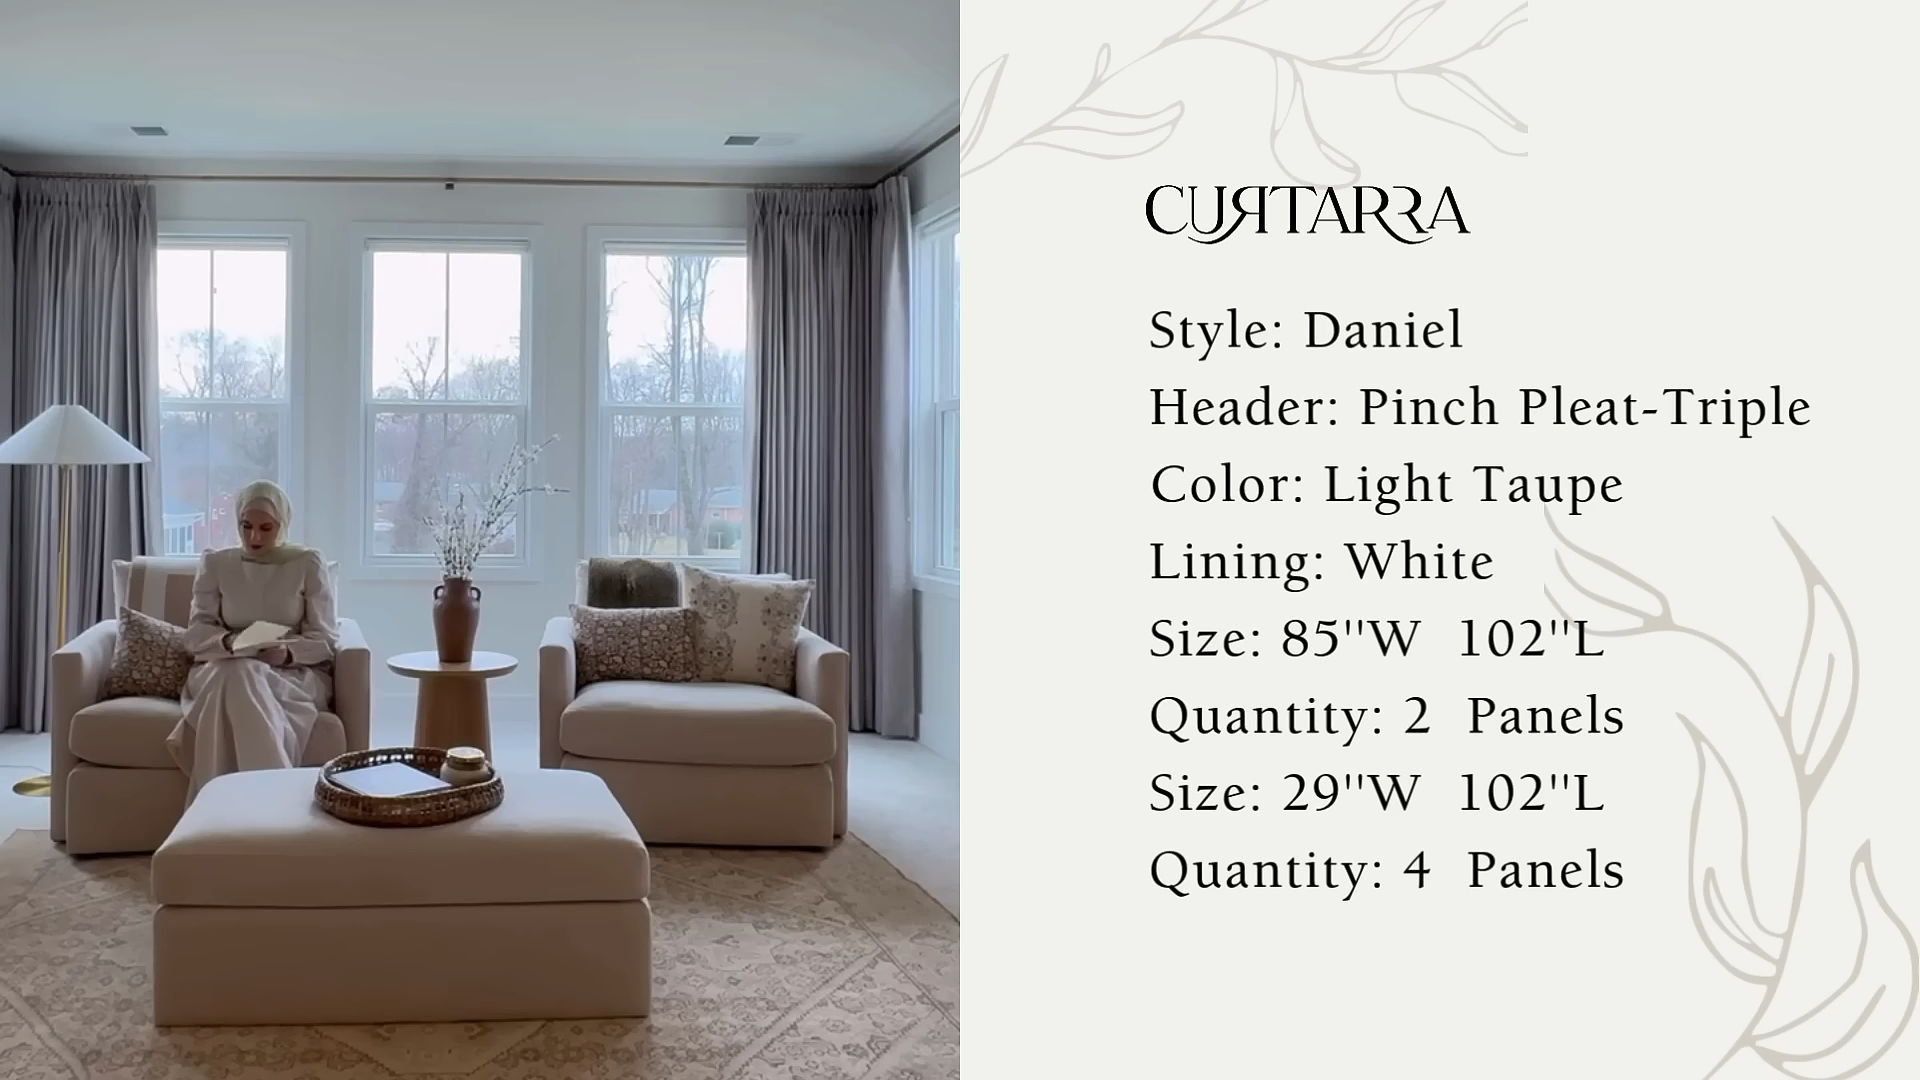 CURTARRA
Style: Daniel
Header: Pinch Pleat-Triple
Color: Light Taupe
Lining: White
Size: 85''W 102''L
Quantity: 2 Panels
Size: 29''W 102''L
Quantity: 4 Panels